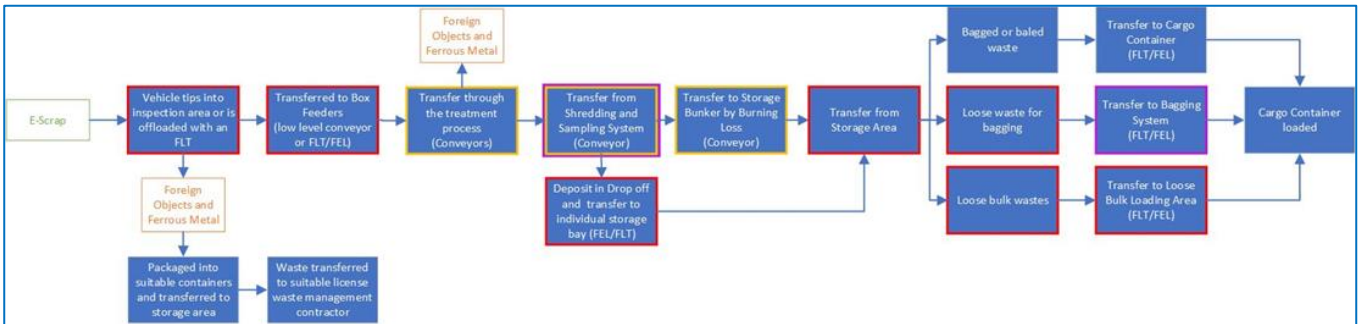 E-Scrap
Vehicle tips into
inspection area or is
offloaded with an
FLT
Foreign
Objects and
Ferrous Metal
Packaged into
suitable containers
and transferred to
storage area
Waste transferred
to suitable license
waste management
contractor
Transferred to Box
Feeders
(low level conveyor
or FLT/FEL)
Foreign
Objects and
Ferrous Metal
Transfer through
the treatment
process
(Conveyors)
Transfer from
Shredding and
Sampling System
(Conveyor)
Deposit in Drop off
and transfer to
individual storage
bay (FEL/FLT)
Transfer to Storage
Bunker by Burning
Loss
(Conveyor)
Transfer from
Storage Area
Bagged or baled
waste
Transfer to Cargo
Container
(FLT/FEL)
Loose waste for
bagging
Transfer to Bagging
System
(FLT/FEL)
Loose bulk wastes
Transfer to Loose
Bulk Loading Area
(FLT/FEL)
Cargo Container
loaded